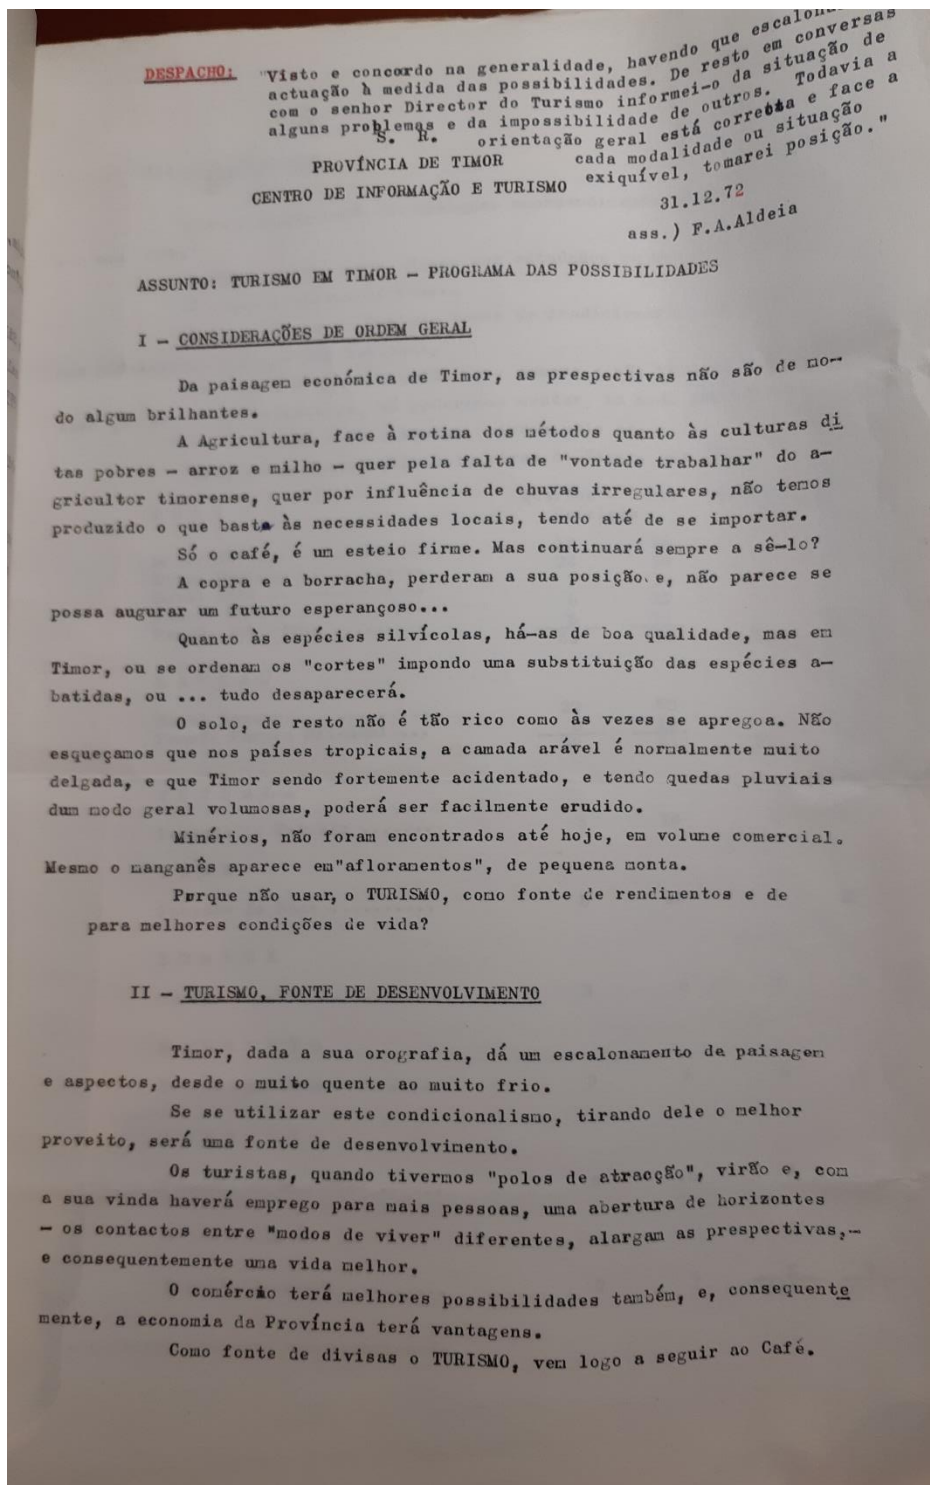 DESPACHO: "Visto e concordo na generalidade, havendo que
actuação à medida das possibilidades. De resto em conversas
com o senhor Director do Turismo informei-o da situação de
alguns problemas e da impossibilidade de outros. Todavia a
orientação geral está correcta e face a
cada modalidade ou situação
exiquível, tomarei posição."
31.12.72
ass.) F.A.Aldeia
S. R.
PROVÍNCIA DE TIMOR
CENTRO DE INFORMAÇÃO E TURISMO
ASSUNTO: TURISMO EM TIMOR - PROGRAMA DAS POSSIBILIDADES
I - CONSIDERAÇÕES DE ORDEM GERAL
Da paisagem económica de Timor, as prespectivas não são de mo-
do algum brilhantes.
A Agricultura, face à rotina dos métodos quanto às culturas di
tas pobres - arroz e milho - quer pela falta de "vontade trabalhar" do a-
gricultor timorense, quer por influência de chuvas irregulares, não temos
produzido o que basta às necessidades locais, tendo até de se importar.
Só o café, é um esteio firme. Mas continuará sempre a sê-lo?
A copra e a borracha, perderam a sua posição e, não parece se
possa augurar um futuro esperançoso...
Quanto às espécies silvícolas, há-as de boa qualidade, mas em
Timor, ou se ordenam os "cortes" impondo uma substituição das espécies a-
batidas, ou ... tudo desaparecerá.
O solo, de resto não é tão rico como às vezes se apregoa. Não
esqueçamos que nos países tropicais, a camada arável é normalmente muito
delgada, e que Timor sendo fortemente acidentado, e tendo quedas pluviais
dum modo geral volumosas, poderá ser facilmente erudido.
Minérios, não foram encontrados até hoje, em volume comercial.
Mesmo o manganês aparece em"afloramentos", de pequena monta.
Porque não usar, o TURISMO, como fonte de rendimentos e de
para melhores condições de vida?
II - TURISMO, FONTE DE DESENVOLVIMENTO
Timor, dada a sua orografia, dá um escalonamento de paisagem
e aspectos, desde o muito quente ao muito frio.
Se se utilizar este condicionalismo, tirando dele o melhor
proveito, será uma fonte de desenvolvimento.
Os turistas, quando tivermos "polos de atracção", virão e, com
a sua vinda haverá emprego para mais pessoas, uma abertura de horizontes
- os contactos entre "modos de viver" diferentes, alargam as prespectivas,-
e consequentemente uma vida melhor.
O comércio terá melhores possibilidades também, e, consequente
mente, a economia da Província terá vantagens.
Como fonte de divisas o TURISMO, vem logo a seguir ao Café.